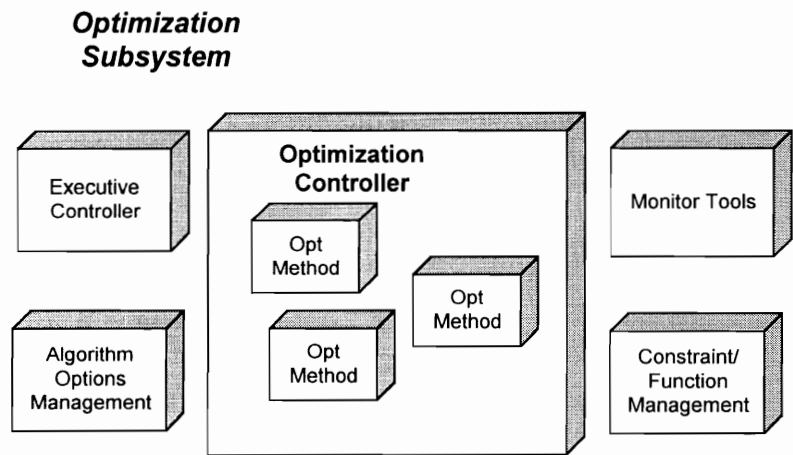 Optimization
Subsystem
Executive
Controller
Optimization
Controller
Opt
Method
Opt
Method
Opt
Method
Monitor Tools
Algorithm
Options
Management
Constraint/
Function
Management